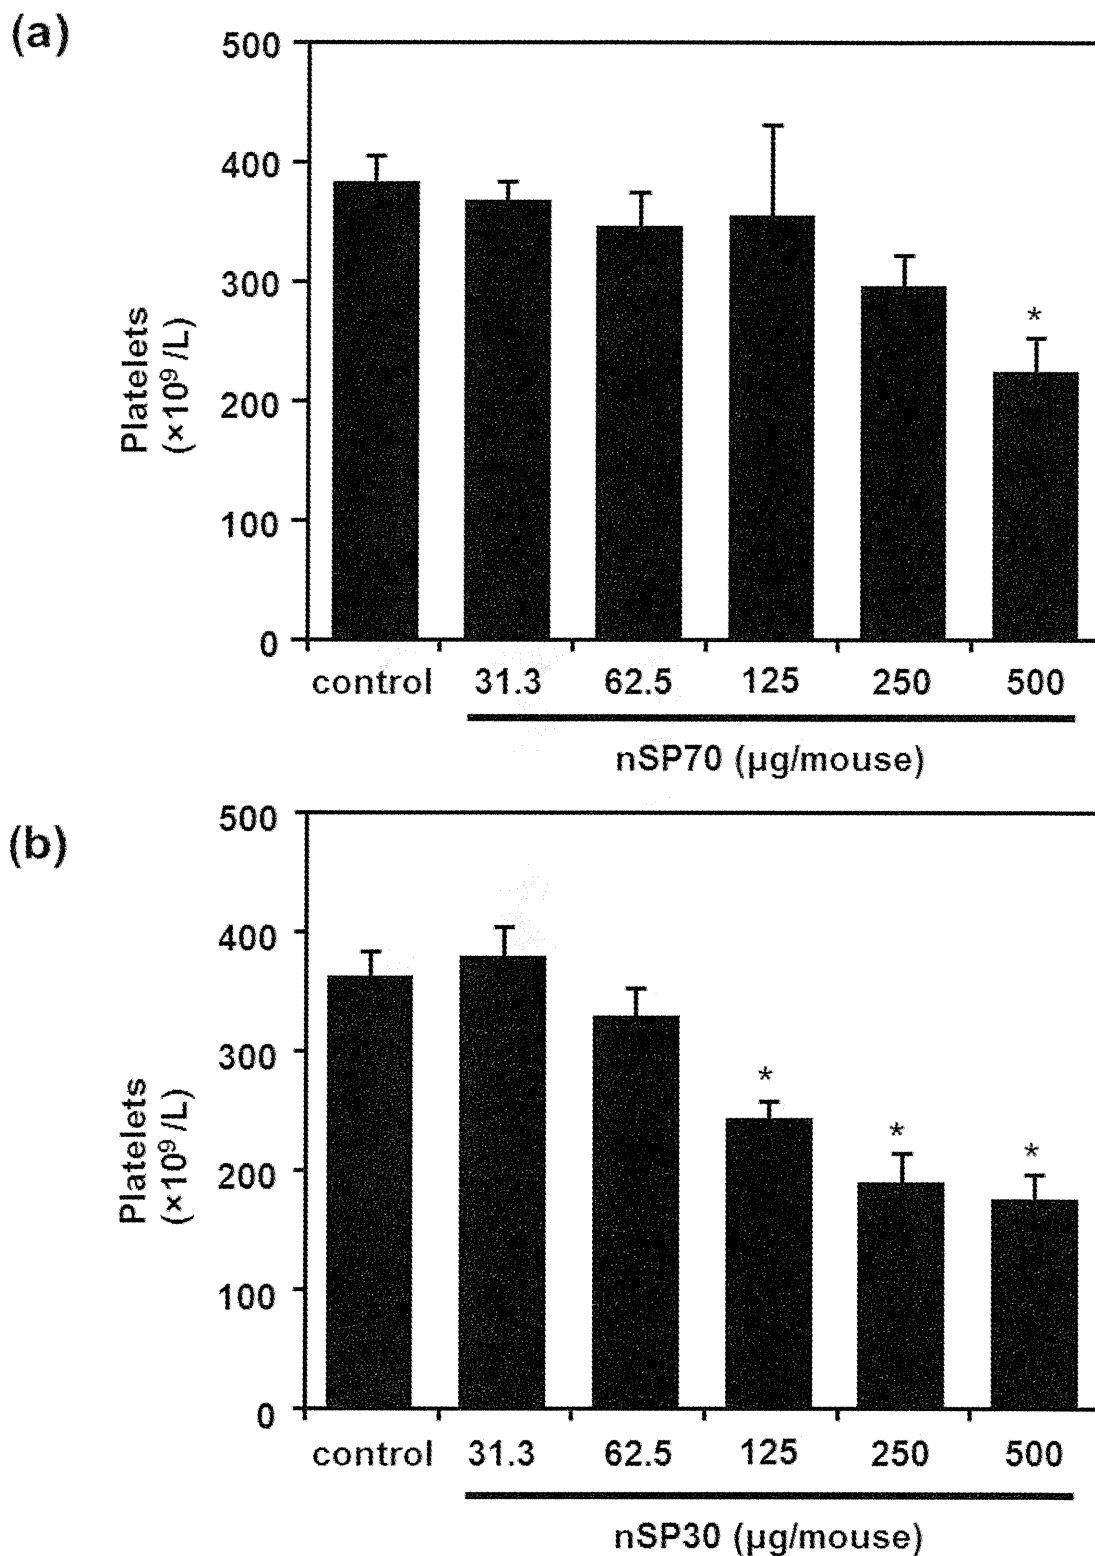 (a)
500
400
300
200
100
0
Platelets
(×10⁹ /L)
*
control 31.3 62.5 125 250 500
nSP70 (µg/mouse)
(b)
500
400
300
200
100
0
Platelets
(×10⁹ /L)
* * *
control 31.3 62.5 125 250 500
nSP30 (µg/mouse)